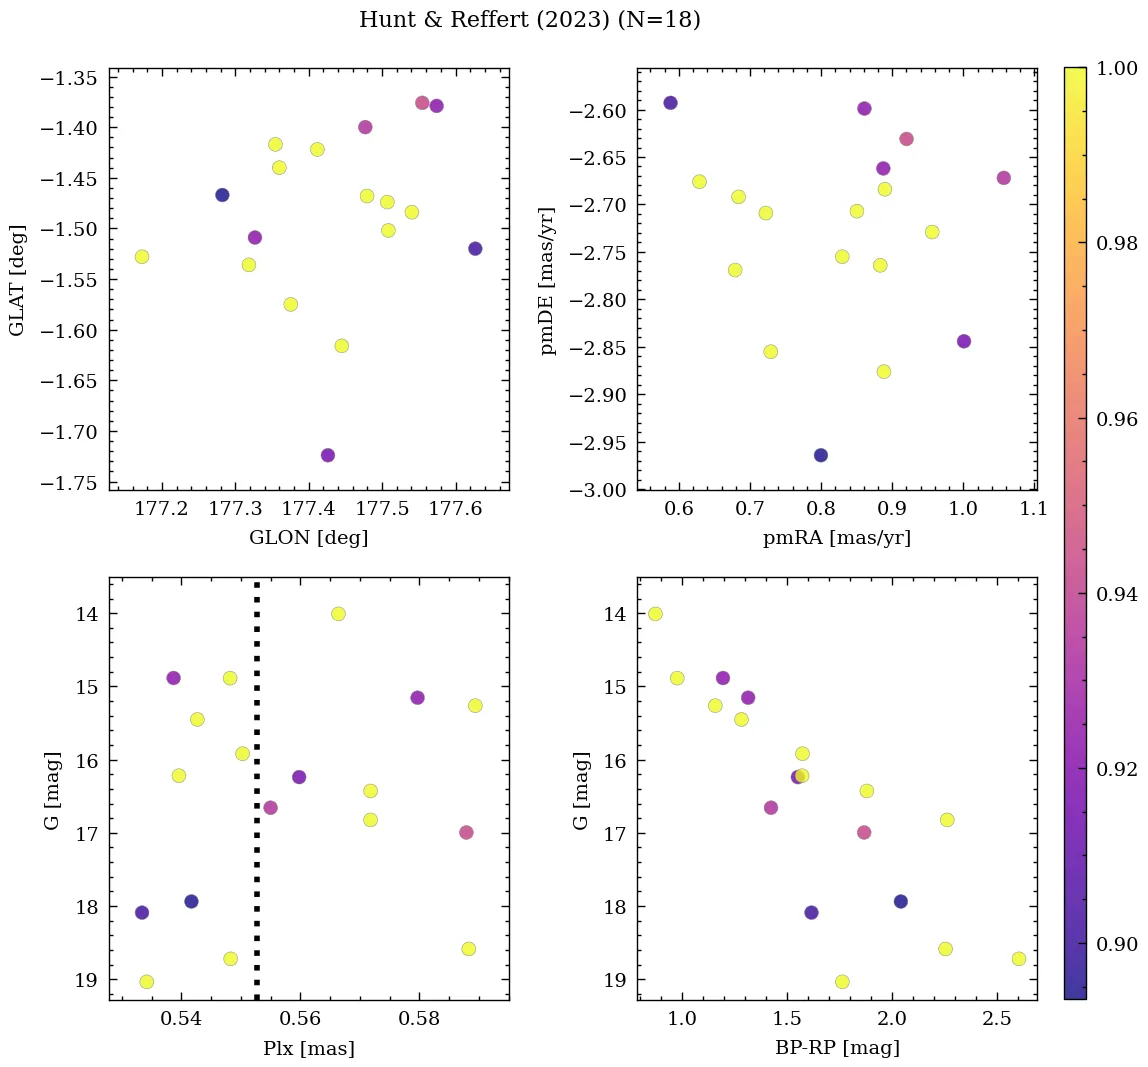 Hunt & Reffert (2023) (N=18)
−1.35
−1.40
−1.45
−1.50
−1.55
−1.60
−1.65
−1.70
−1.75
GLAT [deg]
177.2 177.3 177.4 177.5 177.6
GLON [deg]
−2.60
−2.65
−2.70
−2.75
−2.80
−2.85
−2.90
−2.95
−3.00
pmDE [mas/yr]
0.6 0.7 0.8 0.9 1.0 1.1
pmRA [mas/yr]
14
15
16
17
18
19
G [mag]
0.54 0.56 0.58
Plx [mas]
14
15
16
17
18
19
G [mag]
1.0 1.5 2.0 2.5
BP-RP [mag]
1.00
0.98
0.96
0.94
0.92
0.90